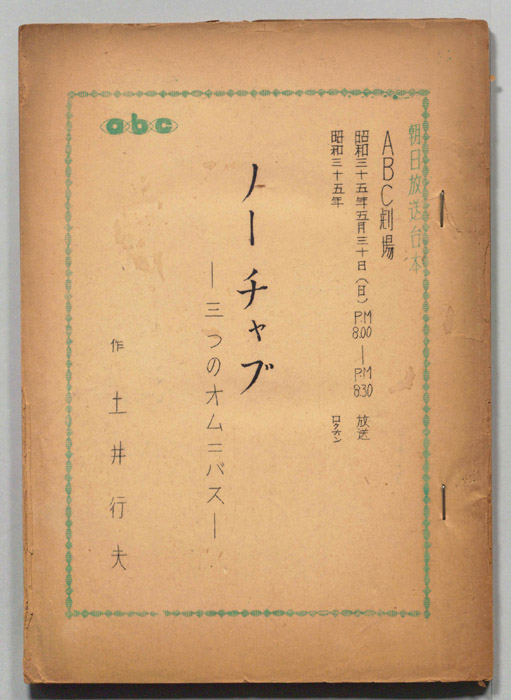 朝日放送台本
ABC劇場
昭和三十五年五月三十日(日)P.M8.00―P.M8:30 放送
昭和三十五年 ロクオン
ノーチャブ
―三つのオムニバス―
作 土井行夫
abc